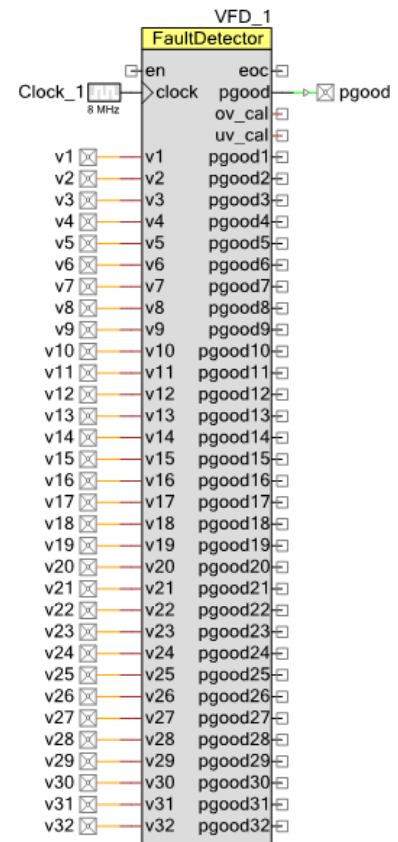 VFD_1
FaultDetector
en eoc
Clock_1 clock pgood pgood
8 MHz
ov_cal
uv_cal
v1 v1 pgood1
v2 v2 pgood2
v3 v3 pgood3
v4 v4 pgood4
v5 v5 pgood5
v6 v6 pgood6
v7 v7 pgood7
v8 v8 pgood8
v9 v9 pgood9
v10 v10 pgood10
v11 v11 pgood11
v12 v12 pgood12
v13 v13 pgood13
v14 v14 pgood14
v15 v15 pgood15
v16 v16 pgood16
v17 v17 pgood17
v18 v18 pgood18
v19 v19 pgood19
v20 v20 pgood20
v21 v21 pgood21
v22 v22 pgood22
v23 v23 pgood23
v24 v24 pgood24
v25 v25 pgood25
v26 v26 pgood26
v27 v27 pgood27
v28 v28 pgood28
v29 v29 pgood29
v30 v30 pgood30
v31 v31 pgood31
v32 v32 pgood32